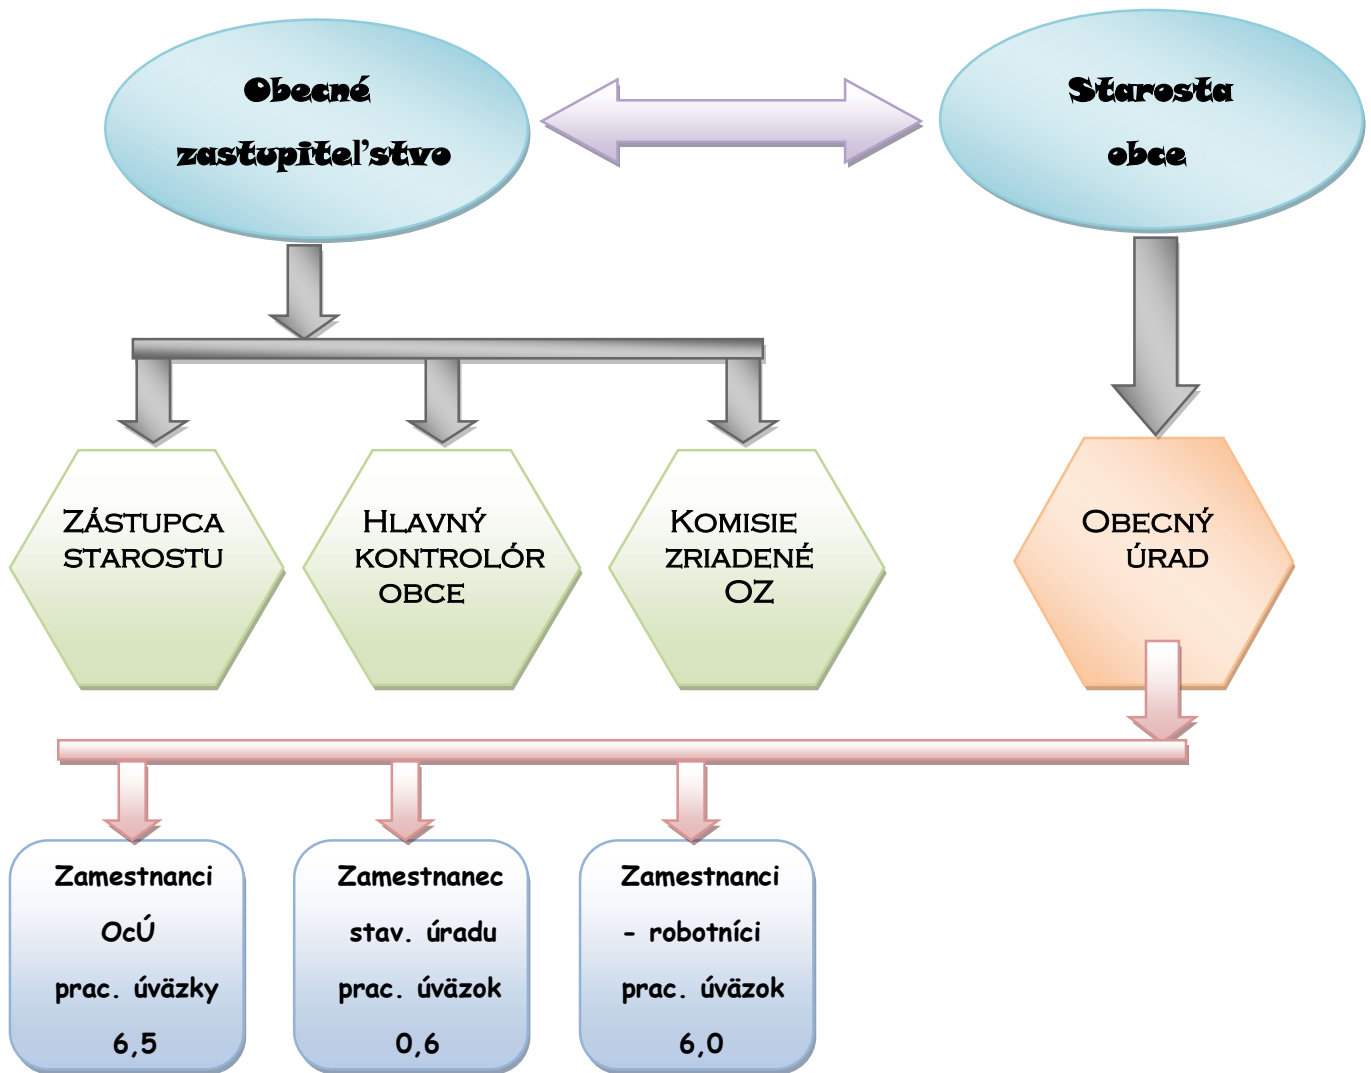 Obecné
zastupiteľstvo
Starosta
obce
Zástupca
starostu
Hlavný
kontrolór
obce
Komisie
zriadené
OZ
Obecný
úrad
Zamestnanci
OcÚ
prac. úväzky
6,5
Zamestnanec
stav. úradu
prac. úväzok
0,6
Zamestnanci
- robotníci
prac. úväzok
6,0